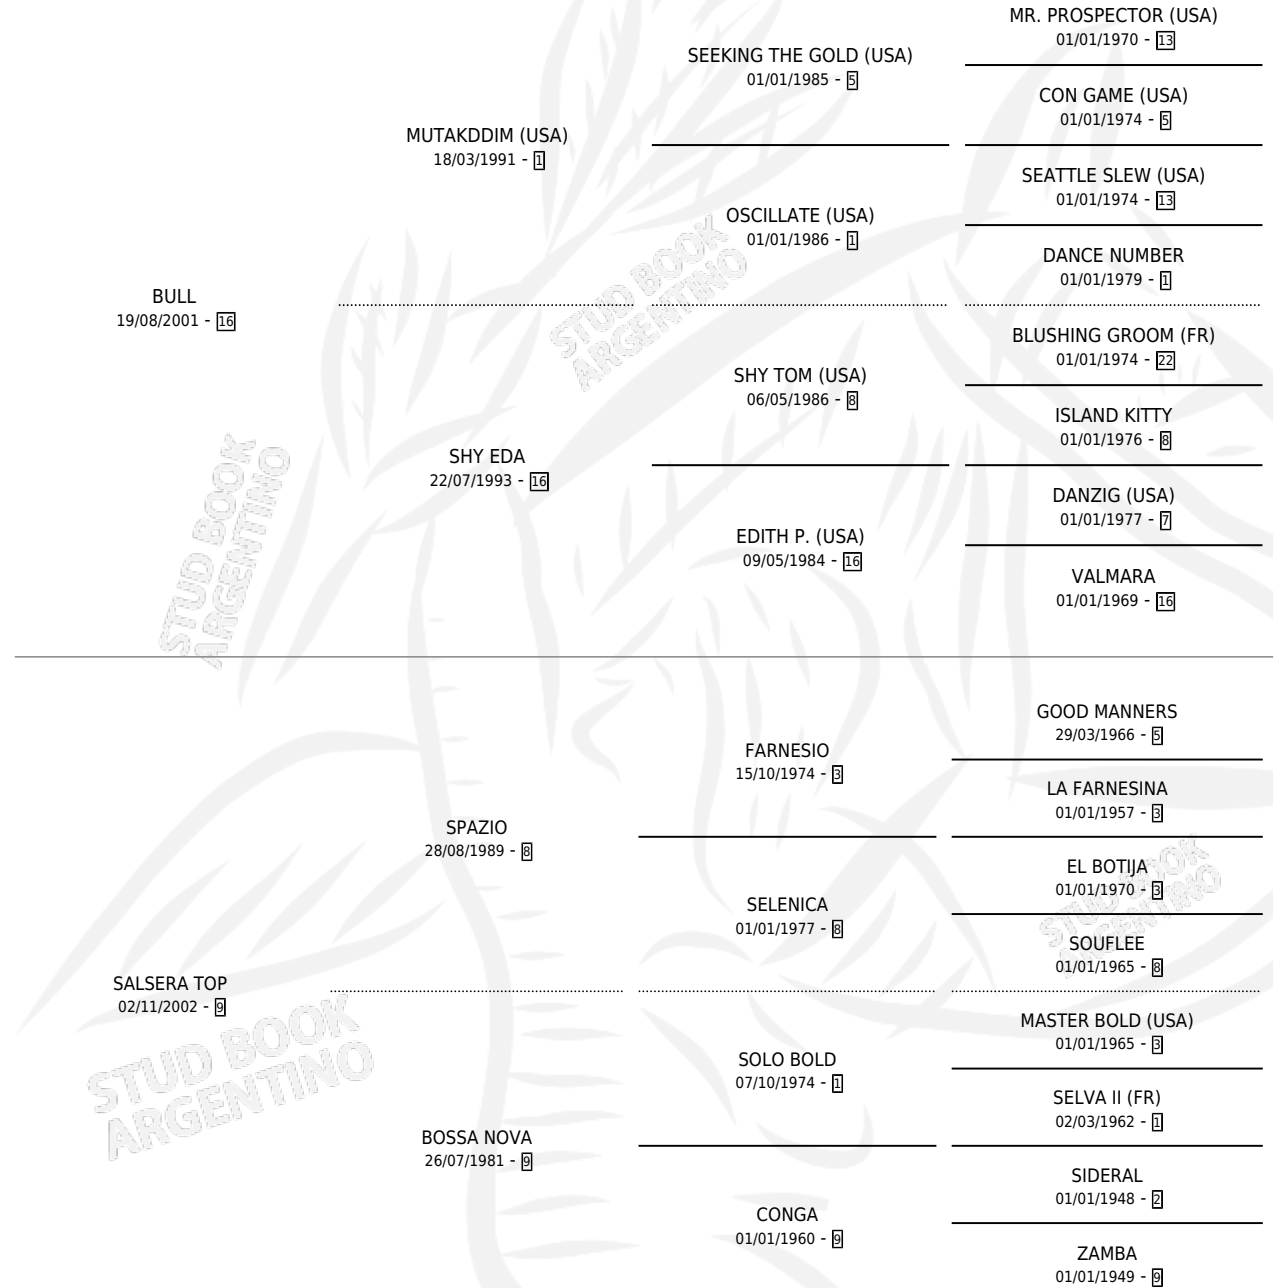 MR. PROSPECTOR (USA)
01/01/1970 - 13
SEEKING THE GOLD (USA)
01/01/1985 - 5
CON GAME (USA)
01/01/1974 - 5
MUTAKDDIM (USA)
18/03/1991 - 1
SEATTLE SLEW (USA)
01/01/1974 - 13
OSCILLATE (USA)
01/01/1986 - 1
DANCE NUMBER
01/01/1979 - 1
BULL
19/08/2001 - 16
STUD BOOK
ARGENTINO
BLUSHING GROOM (FR)
01/01/1974 - 22
SHY TOM (USA)
06/05/1986 - 8
ISLAND KITTY
01/01/1976 - 8
SHY EDA
22/07/1993 - 16
DANZIG (USA)
01/01/1977 - 7
EDITH P. (USA)
09/05/1984 - 16
VALMARA
01/01/1969 - 16
STUD BOOK
ARGENTINO
GOOD MANNERS
29/03/1966 - 5
FARNESIO
15/10/1974 - 3
LA FARNESINA
01/01/1957 - 3
SPAZIO
28/08/1989 - 8
EL BOTIJA
01/01/1970 - 3
SELENICA
01/01/1977 - 8
STUD BOOK
ARGENTINO
SOUFLEE
01/01/1965 - 8
SALSERA TOP
02/11/2002 - 9
MASTER BOLD (USA)
01/01/1965 - 3
SOLO BOLD
07/10/1974 - 1
STUD BOOK
ARGENTINO
SELVA II (FR)
02/03/1962 - 1
BOSSA NOVA
26/07/1981 - 9
SIDERAL
01/01/1948 - 2
CONGA
01/01/1960 - 9
ZAMBA
01/01/1949 - 9